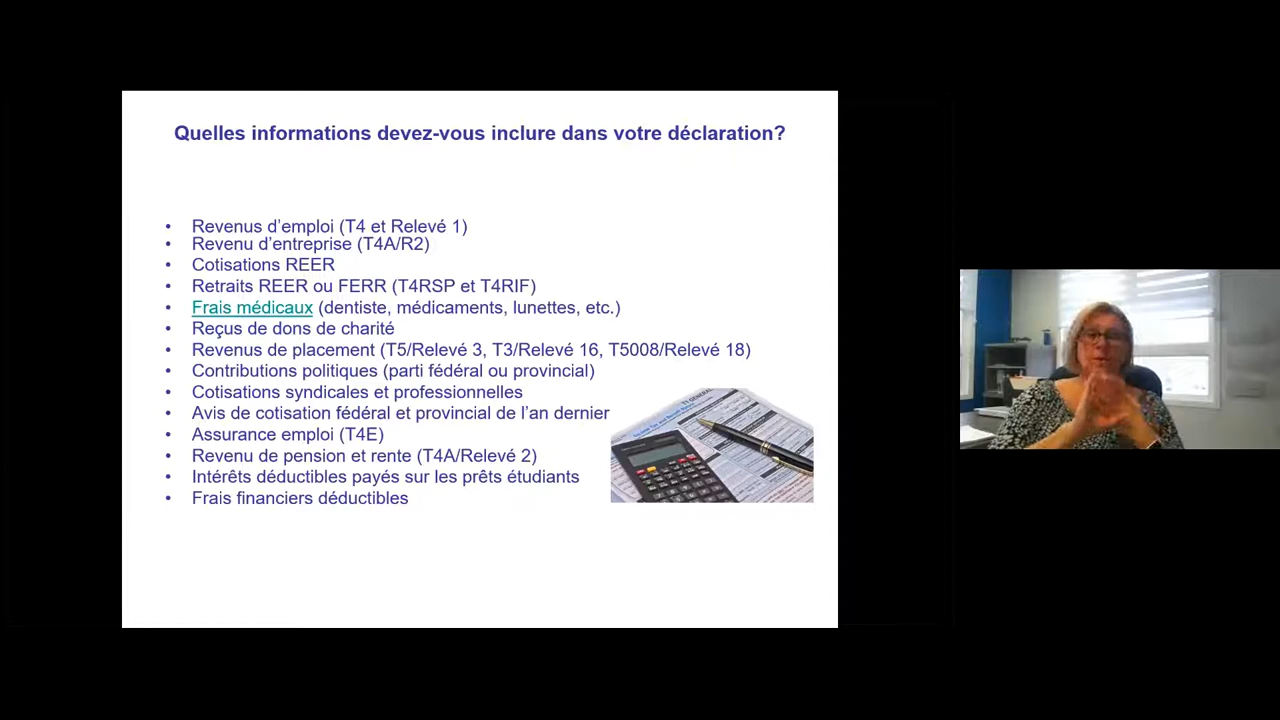 Quelles informations devez-vous inclure dans votre déclaration?
• Revenus d'emploi (T4 et Relevé 1)
• Revenu d'entreprise (T4A/R2)
• Cotisations REER
• Retraits REER ou FERR (T4RSP et T4RIF)
• Frais médicaux (dentiste, médicaments, lunettes, etc.)
• Reçus de dons de charité
• Revenus de placement (T5/Relevé 3, T3/Relevé 16, T5008/Relevé 18)
• Contributions politiques (parti fédéral ou provincial)
• Cotisations syndicales et professionnelles
• Avis de cotisation fédéral et provincial de l'an dernier
• Assurance emploi (T4E)
• Revenu de pension et rente (T4A/Relevé 2)
• Intérêts déductibles payés sur les prêts étudiants
• Frais financiers déductibles